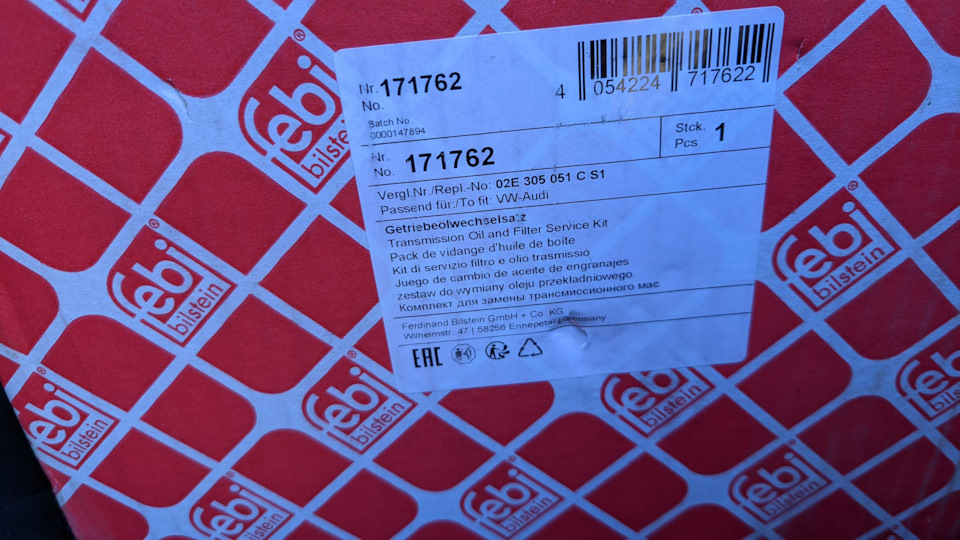 Nr. 171762
No.
Batch No
0000147894
4 054224 717622
Nr. 171762
No.
Stck. 1
Pcs
Vergl.Nr./Repl.-No: 02E 305 051 C S1
Passend für:/To fit: VW-Audi
Getriebeölwechselsatz
Transmission Oil and Filter Service Kit
Pack de vidange d'huile de boîte
Kit di servizio filtro e olio trasmissio
Juego de cambio de aceite de engranajes
zestaw do wymiany oleju przekładniowego
Комплект для замены трансмиссионного мас
Ferdinand Bilstein GmbH + Co. KG
Wilhelmstr. 47 | 58256 Ennepetal | Germany
EAC
febi®
bilstein
febi®
bilstein
febi®
bilstein
febi®
bilstein
febi®
bilstein
febi
bilstein
febi
bilstein
febi®
bilstein
febi®
bilstein
febi®
bilstein